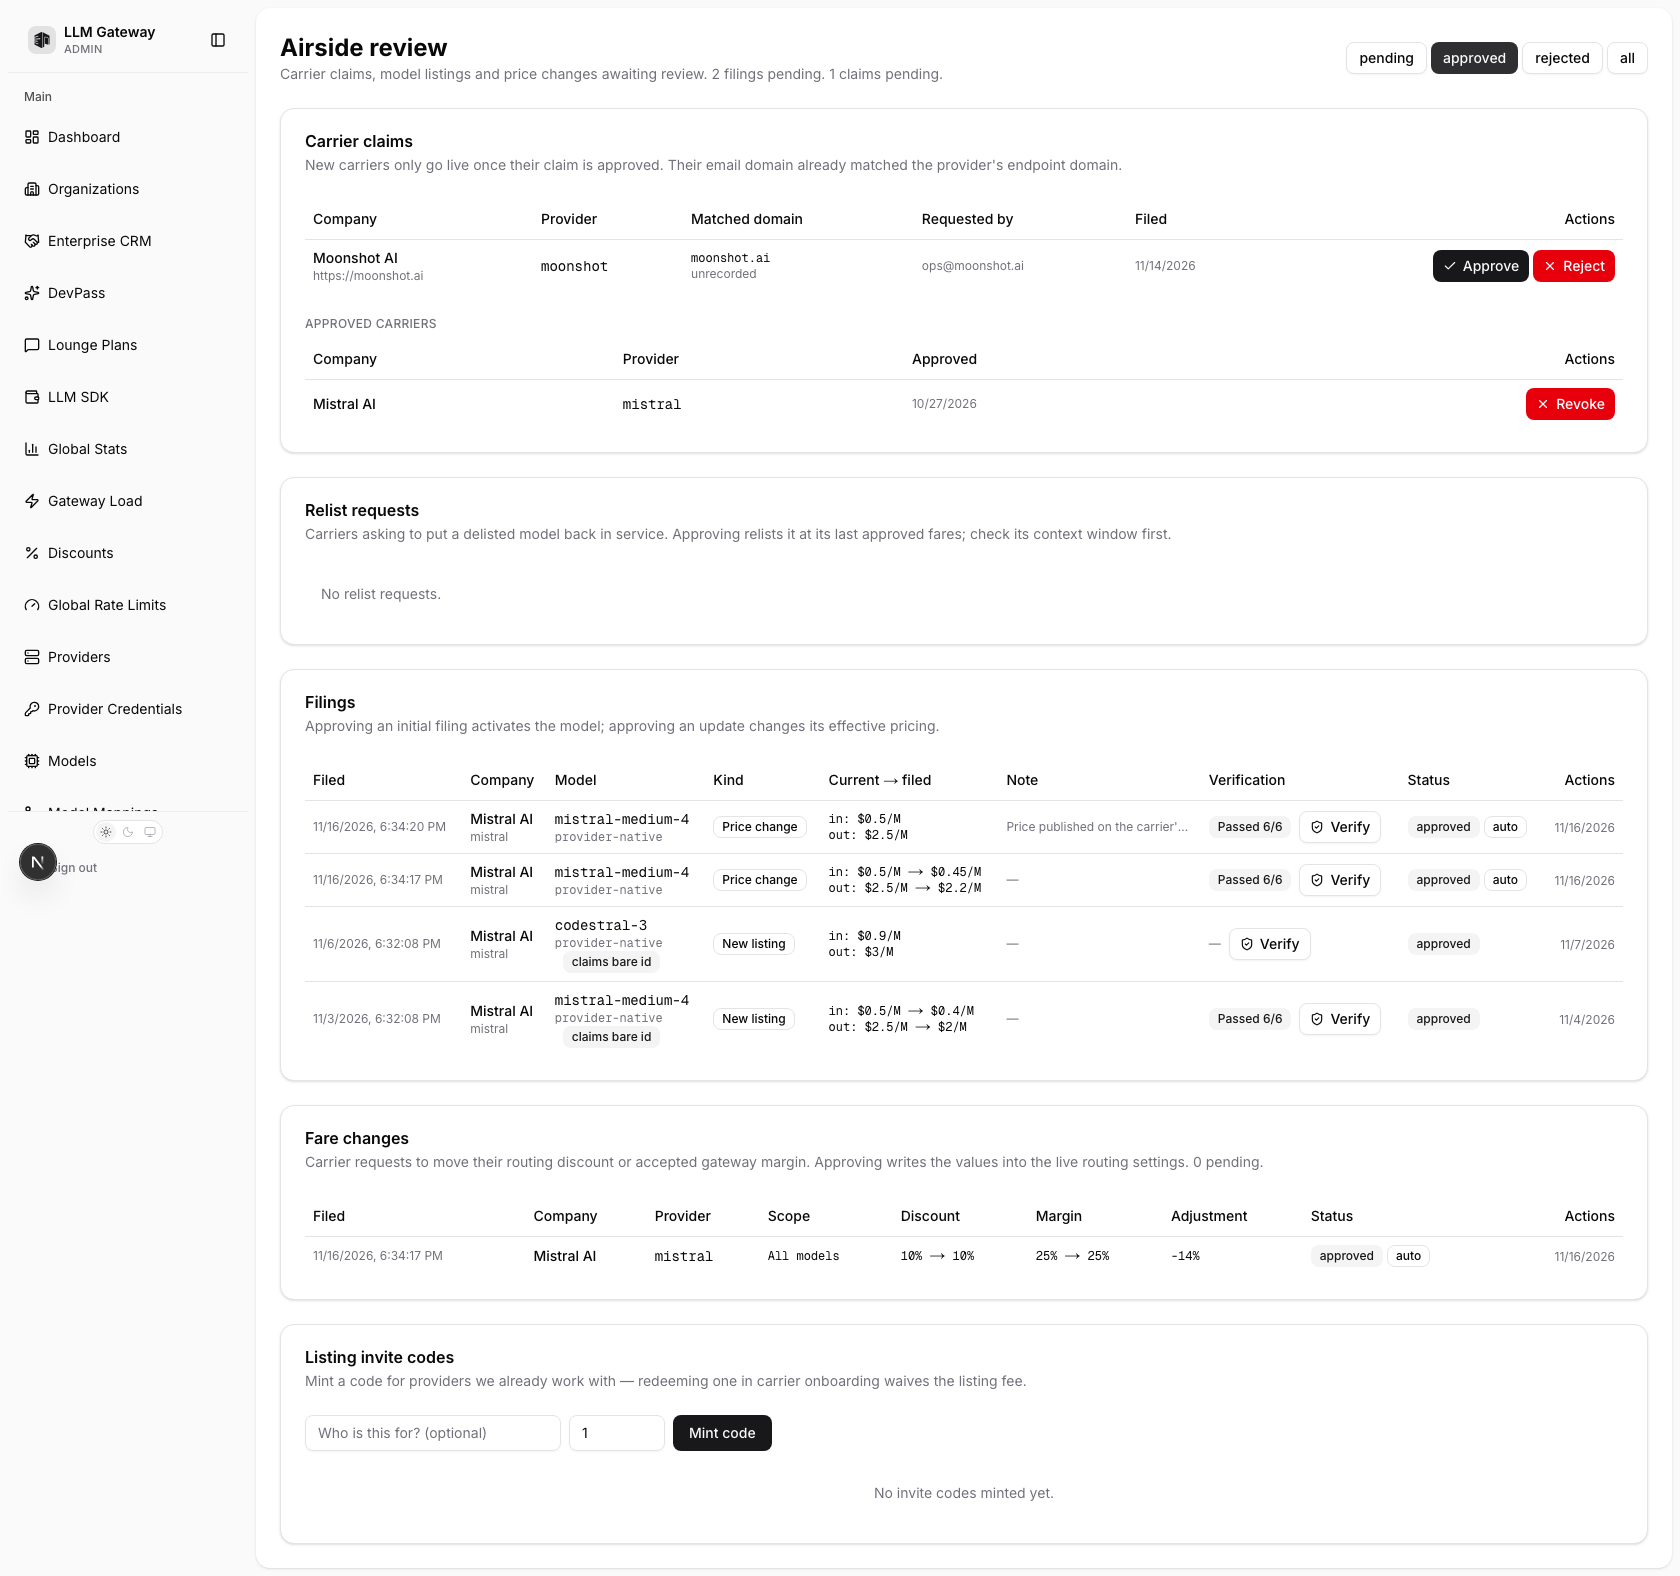 LLM Gateway
ADMIN
Main
Dashboard
Organizations
Enterprise CRM
DevPass
Lounge Plans
LLM SDK
Global Stats
Gateway Load
Discounts
Global Rate Limits
Providers
Provider Credentials
Models
Model Mappings
N
ign out
Airside review
Carrier claims, model listings and price changes awaiting review. 2 filings pending. 1 claims pending.
pending approved rejected all
Carrier claims
New carriers only go live once their claim is approved. Their email domain already matched the provider's endpoint domain.
Company Provider Matched domain Requested by Filed Actions
Moonshot AI moonshot moonshot.ai ops@moonshot.ai 11/14/2026 Approve Reject
https://moonshot.ai unrecorded
APPROVED CARRIERS
Company Provider Approved Actions
Mistral AI mistral 10/27/2026 Revoke
Relist requests
Carriers asking to put a delisted model back in service. Approving relists it at its last approved fares; check its context window first.
No relist requests.
Filings
Approving an initial filing activates the model; approving an update changes its effective pricing.
Filed Company Model Kind Current → filed Note Verification Status Actions
11/16/2026, 6:34:20 PM Mistral AI mistral-medium-4 Price change in: $0.5/M Price published on the carrier'... Passed 6/6 Verify approved auto 11/16/2026
mistral provider-native out: $2.5/M
11/16/2026, 6:34:17 PM Mistral AI mistral-medium-4 Price change in: $0.5/M → $0.45/M — Passed 6/6 Verify approved auto 11/16/2026
mistral provider-native out: $2.5/M → $2.2/M
11/6/2026, 6:32:08 PM Mistral AI codestral-3 New listing in: $0.9/M — — Verify approved 11/7/2026
mistral provider-native out: $3/M
claims bare id
11/3/2026, 6:32:08 PM Mistral AI mistral-medium-4 New listing in: $0.5/M → $0.4/M — Passed 6/6 Verify approved 11/4/2026
mistral provider-native out: $2.5/M → $2/M
claims bare id
Fare changes
Carrier requests to move their routing discount or accepted gateway margin. Approving writes the values into the live routing settings. 0 pending.
Filed Company Provider Scope Discount Margin Adjustment Status Actions
11/16/2026, 6:34:17 PM Mistral AI mistral All models 10% → 10% 25% → 25% -14% approved auto 11/16/2026
Listing invite codes
Mint a code for providers we already work with — redeeming one in carrier onboarding waives the listing fee.
Who is this for? (optional) 1 Mint code
No invite codes minted yet.